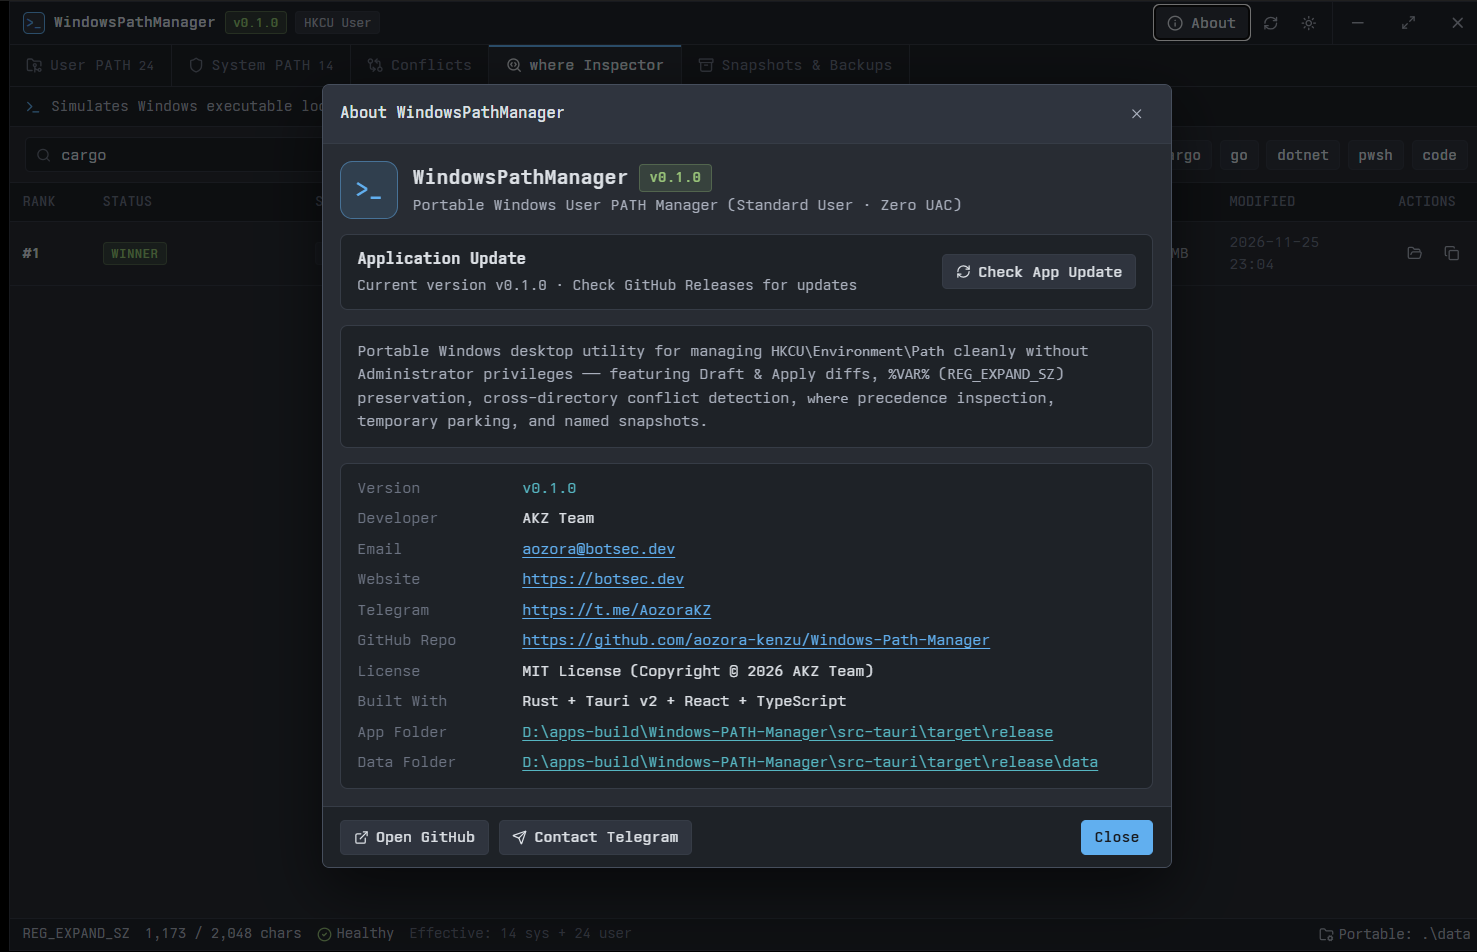 WindowsPathManager v0.1.0 HKCU User About
User PATH 24 System PATH 14 Conflicts where Inspector Snapshots & Backups
Simulates Windows executable
cargo
go dotnet pwsh code
RANK STATUS MODIFIED ACTIONS
#1 WINNER MB 2026-11-25
23:04
About WindowsPathManager
WindowsPathManager v0.1.0
Portable Windows User PATH Manager (Standard User · Zero UAC)
Application Update
Current version v0.1.0 · Check GitHub Releases for updates
Check App Update
Portable Windows desktop utility for managing HKCU\Environment\Path cleanly without
Administrator privileges — featuring Draft & Apply diffs, %VAR% (REG_EXPAND_SZ)
preservation, cross-directory conflict detection, where precedence inspection,
temporary parking, and named snapshots.
Version v0.1.0
Developer AKZ Team
Email aozora@botsec.dev
Website https://botsec.dev
Telegram https://t.me/AozoraKZ
GitHub Repo https://github.com/aozora-kenzu/Windows-Path-Manager
License MIT License (Copyright © 2026 AKZ Team)
Built With Rust + Tauri v2 + React + TypeScript
App Folder D:\apps-build\Windows-PATH-Manager\src-tauri\target\release
Data Folder D:\apps-build\Windows-PATH-Manager\src-tauri\target\release\data
Open GitHub Contact Telegram Close
REG_EXPAND_SZ 1,173 / 2,048 chars Healthy Effective: 14 sys + 24 user Portable: .\data